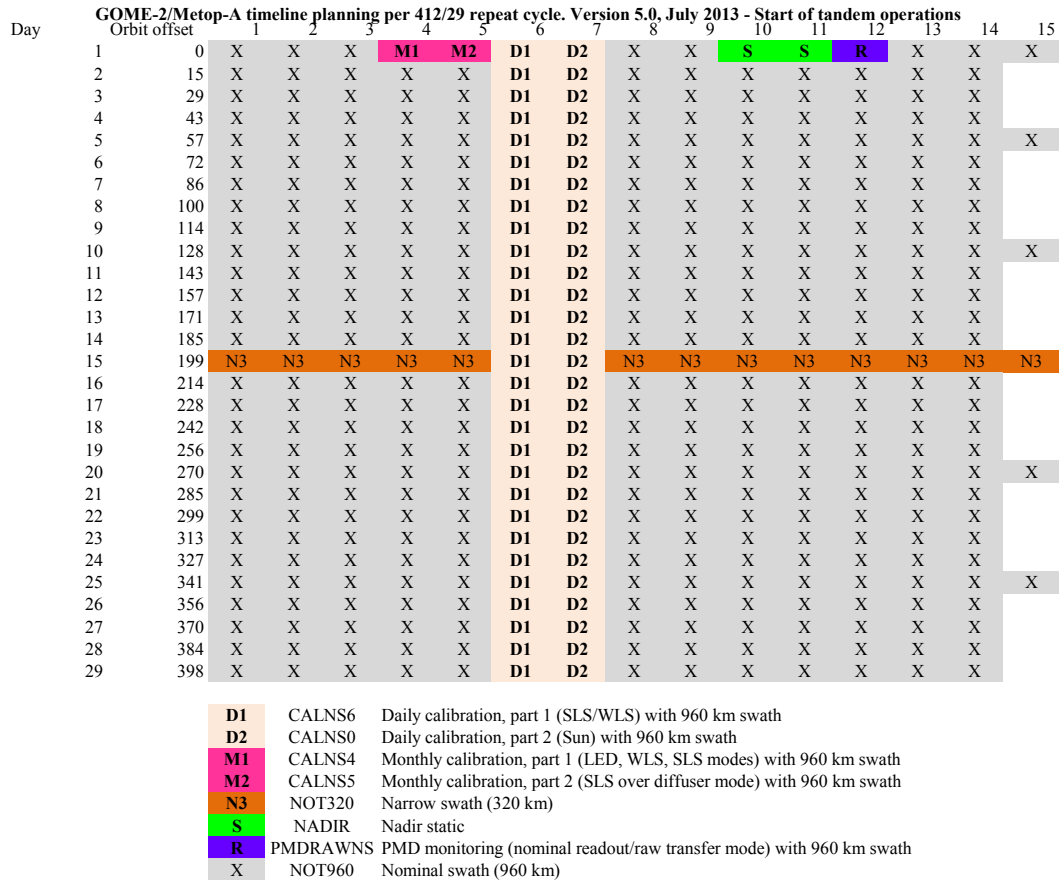 GOME-2/Metop-A timeline planning per 412/29 repeat cycle. Version 5.0, July 2013 - Start of tandem operations
Day Orbit offset 1 2 3 4 5 6 7 8 9 10 11 12 13 14 15
1 0 X X X M1 M2 D1 D2 X X S S R X X X
2 15 X X X X X D1 D2 X X X X X X X
3 29 X X X X X D1 D2 X X X X X X X
4 43 X X X X X D1 D2 X X X X X X X
5 57 X X X X X D1 D2 X X X X X X X X
6 72 X X X X X D1 D2 X X X X X X X
7 86 X X X X X D1 D2 X X X X X X X
8 100 X X X X X D1 D2 X X X X X X X
9 114 X X X X X D1 D2 X X X X X X X
10 128 X X X X X D1 D2 X X X X X X X X
11 143 X X X X X D1 D2 X X X X X X X
12 157 X X X X X D1 D2 X X X X X X X
13 171 X X X X X D1 D2 X X X X X X X
14 185 X X X X X D1 D2 X X X X X X X
15 199 N3 N3 N3 N3 N3 D1 D2 N3 N3 N3 N3 N3 N3 N3 N3
16 214 X X X X X D1 D2 X X X X X X X
17 228 X X X X X D1 D2 X X X X X X X
18 242 X X X X X D1 D2 X X X X X X X
19 256 X X X X X D1 D2 X X X X X X X
20 270 X X X X X D1 D2 X X X X X X X X
21 285 X X X X X D1 D2 X X X X X X X
22 299 X X X X X D1 D2 X X X X X X X
23 313 X X X X X D1 D2 X X X X X X X
24 327 X X X X X D1 D2 X X X X X X X
25 341 X X X X X D1 D2 X X X X X X X X
26 356 X X X X X D1 D2 X X X X X X X
27 370 X X X X X D1 D2 X X X X X X X
28 384 X X X X X D1 D2 X X X X X X X
29 398 X X X X X D1 D2 X X X X X X X
D1 CALNS6 Daily calibration, part 1 (SLS/WLS) with 960 km swath
D2 CALNS0 Daily calibration, part 2 (Sun) with 960 km swath
M1 CALNS4 Monthly calibration, part 1 (LED, WLS, SLS modes) with 960 km swath
M2 CALNS5 Monthly calibration, part 2 (SLS over diffuser mode) with 960 km swath
N3 NOT320 Narrow swath (320 km)
S NADIR Nadir static
R PMDRAWNS PMD monitoring (nominal readout/raw transfer mode) with 960 km swath
X NOT960 Nominal swath (960 km)